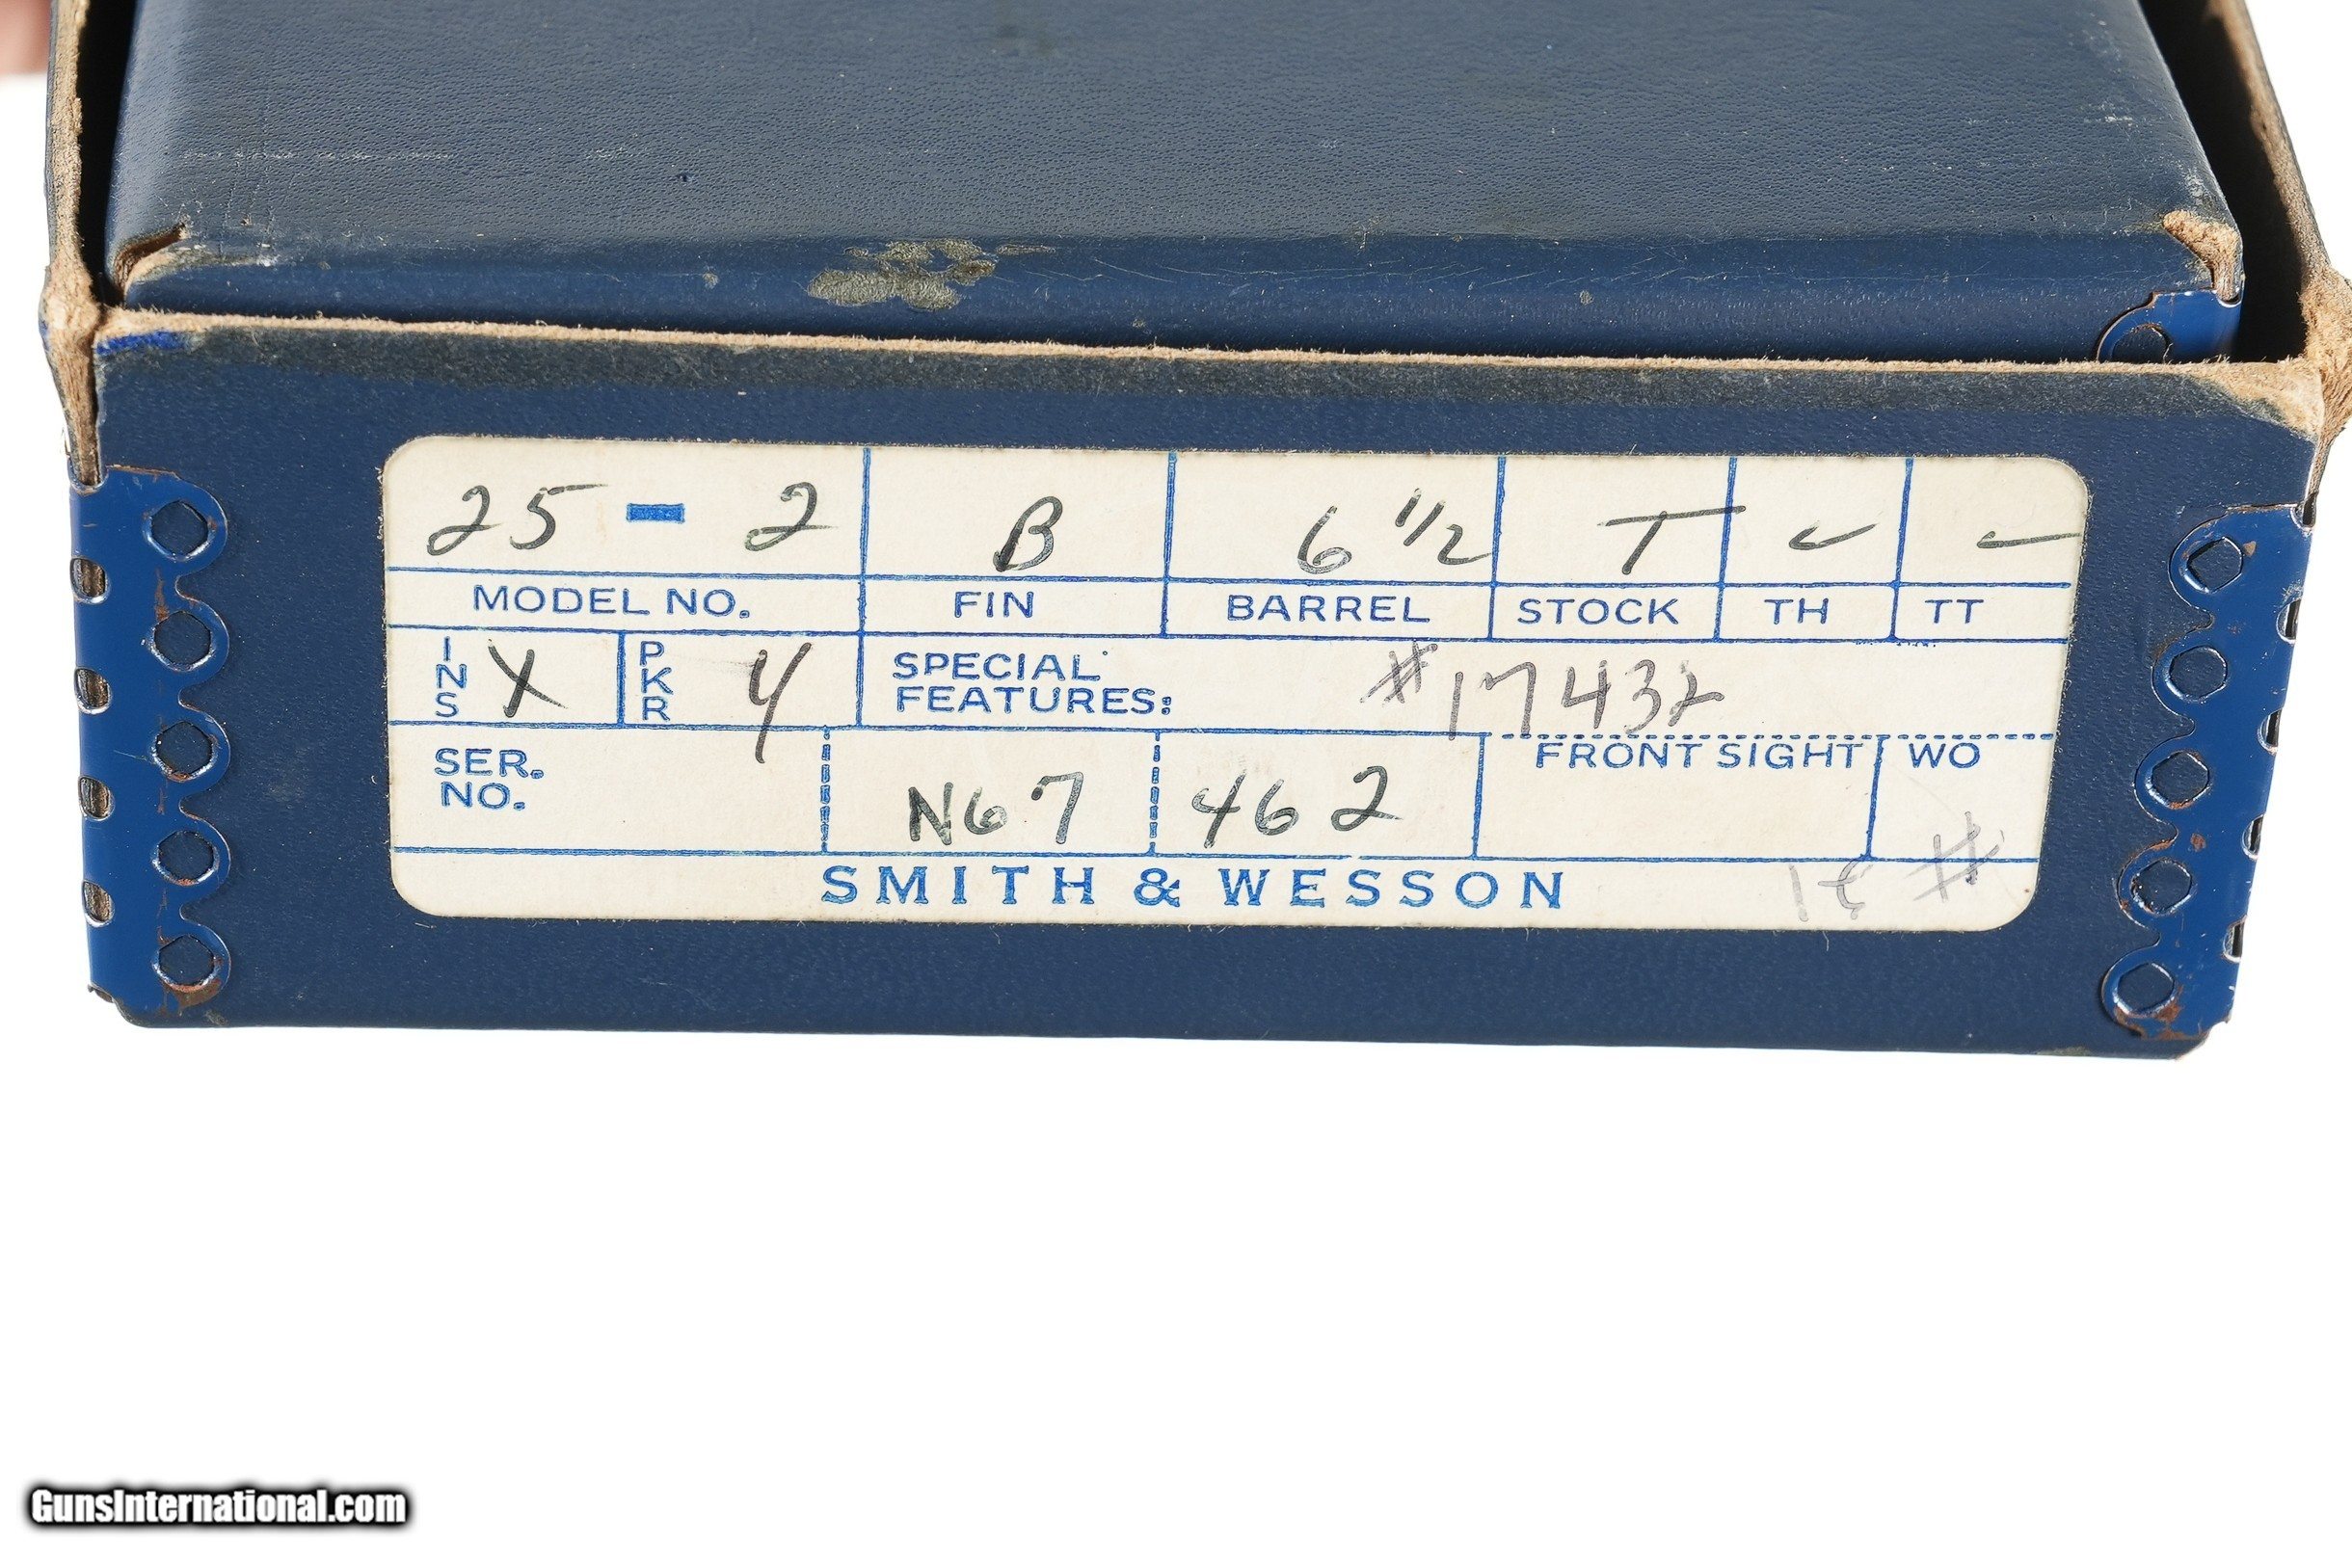 25 - 2 B 6 1/2 T ✓ ✓
MODEL NO. FIN BARREL STOCK TH TT
INS X PKR 4 SPECIAL FEATURES: #17432
SER. NO. N67 462 FRONT SIGHT WO
SMITH & WESSON
GunsInternational.com